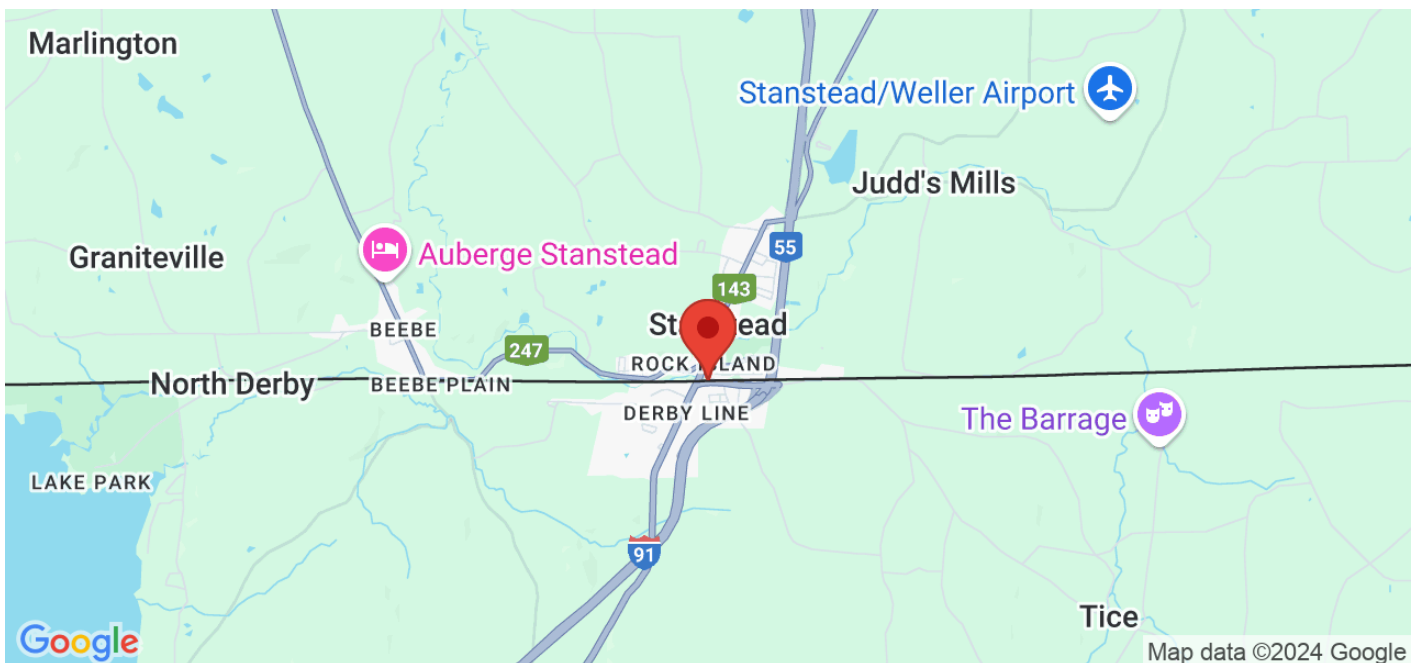 Marlington
Stanstead/Weller Airport
Judd's Mills
55
Graniteville
Auberge Stanstead
143
BEEBE
247
ROCK
North Derby
BEEBE PLAIN
DERBY LINE
The Barrage
LAKE PARK
91
Tice
Google
Map data ©2024 Google